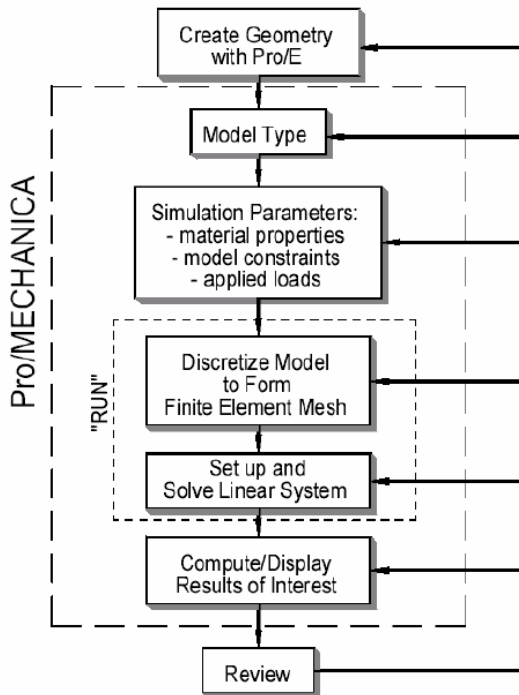 Create Geometry
with Pro/E
Model Type
Simulation Parameters:
- material properties
- model constraints
- applied loads
Pro/MECHANICA
"RUN"
Discretize Model
to Form
Finite Element Mesh
Set up and
Solve Linear System
Compute/Display
Results of Interest
Review